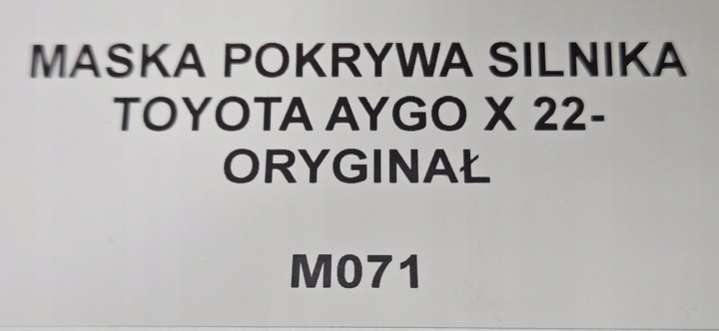 MASKA POKRYWA SILNIKA
TOYOTA AYGO X 22-
ORYGINAŁ
M071